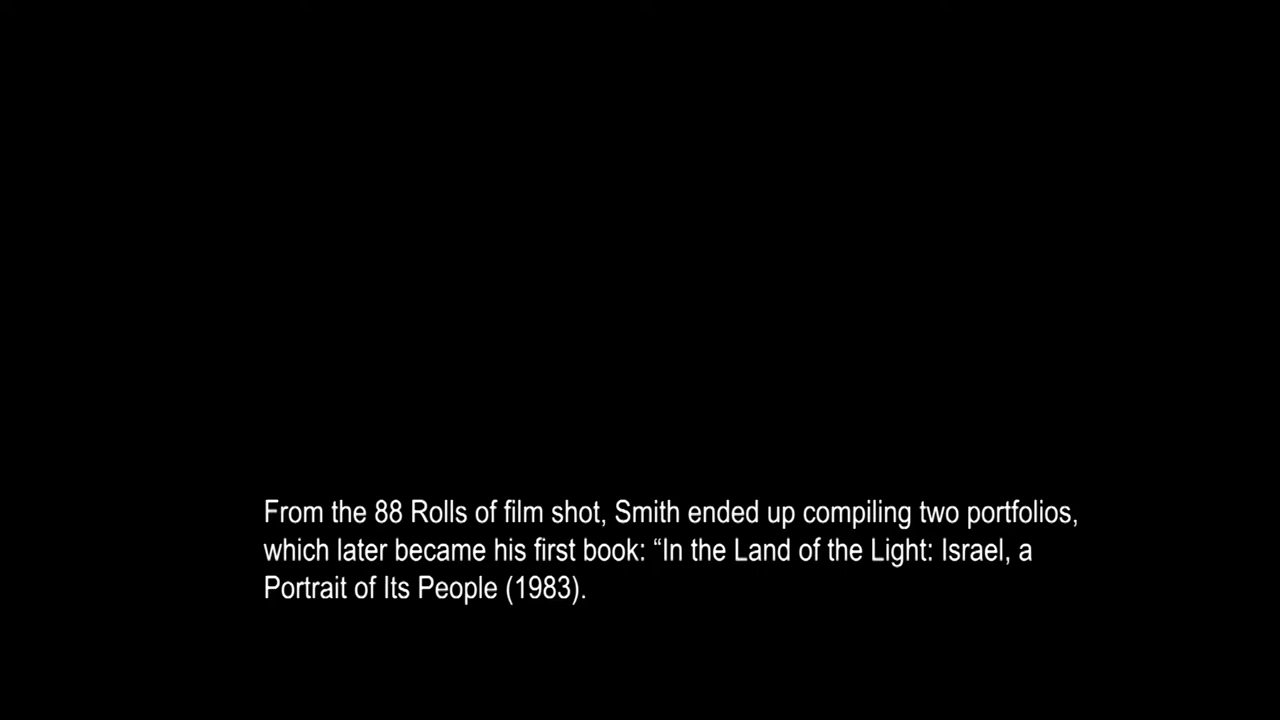 From the 88 Rolls of film shot, Smith ended up compiling two portfolios,
which later became his first book: “In the Land of the Light: Israel, a
Portrait of Its People (1983).